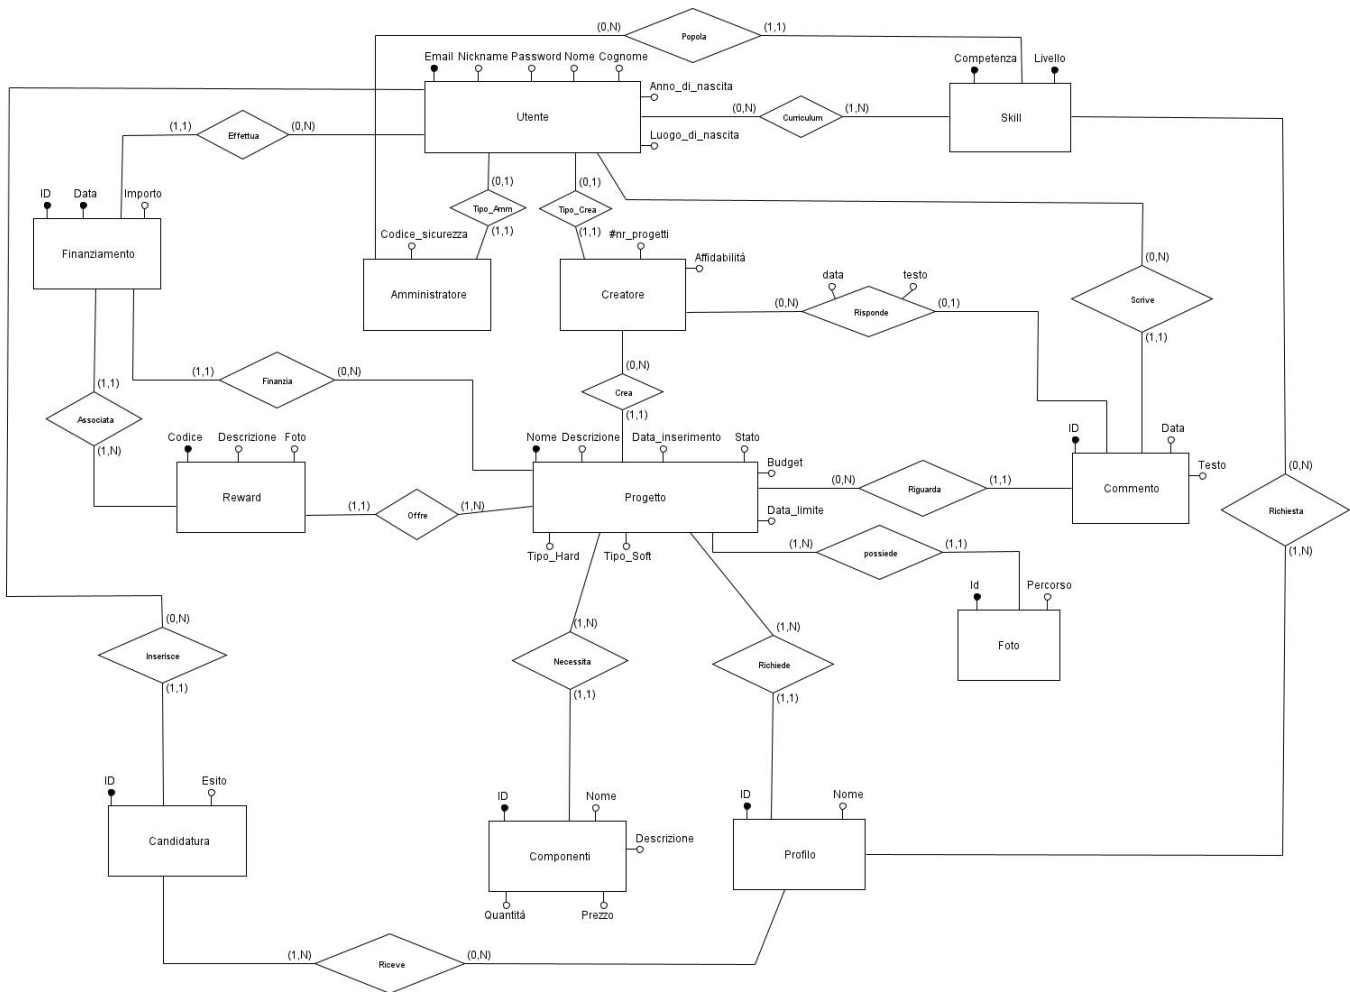 (0,N) Popola (1,1)
Email Nickname Password Nome Cognome
Competenza Livello
Anno_di_nascita
(0,N) Curriculum (1,N)
Utente
Skill
(1,1) Effettua (0,N)
Luogo_di_nascita
(0,1) (0,1)
ID Data Importo
Tipo_Amm Tipo_Crea
(1,1) (1,1)
Codice_sicurezza #nr_progetti
Finanziamento
Affidabilità
(0,N)
data testo
Amministratore
Creatore
(0,N) Risponde (0,1)
Scrive
(1,1)
(0,N)
(1,1) Finanzia (0,N)
(1,1)
Crea
(1,1)
Associata
(1,N)
Codice Descrizione Foto
Nome Descrizione Data_inserimento Stato
ID Data
Budget
Testo
(0,N)
Reward
Progetto
(0,N) Riguarda (1,1)
Commento
(1,1) Offre (1,N)
Data_limite
Richiesta
Tipo_Hard Tipo_Soft
(1,N) possiede (1,1)
(1,N)
Id Percorso
(0,N)
(1,N) (1,N)
Foto
Inserisce
Necessita
Richiede
(1,1) (1,1) (1,1)
ID Esito
ID Nome
ID Nome
Candidatura
Descrizione
Componenti
Profilo
Quantità Prezzo
(1,N) Riceve (0,N)